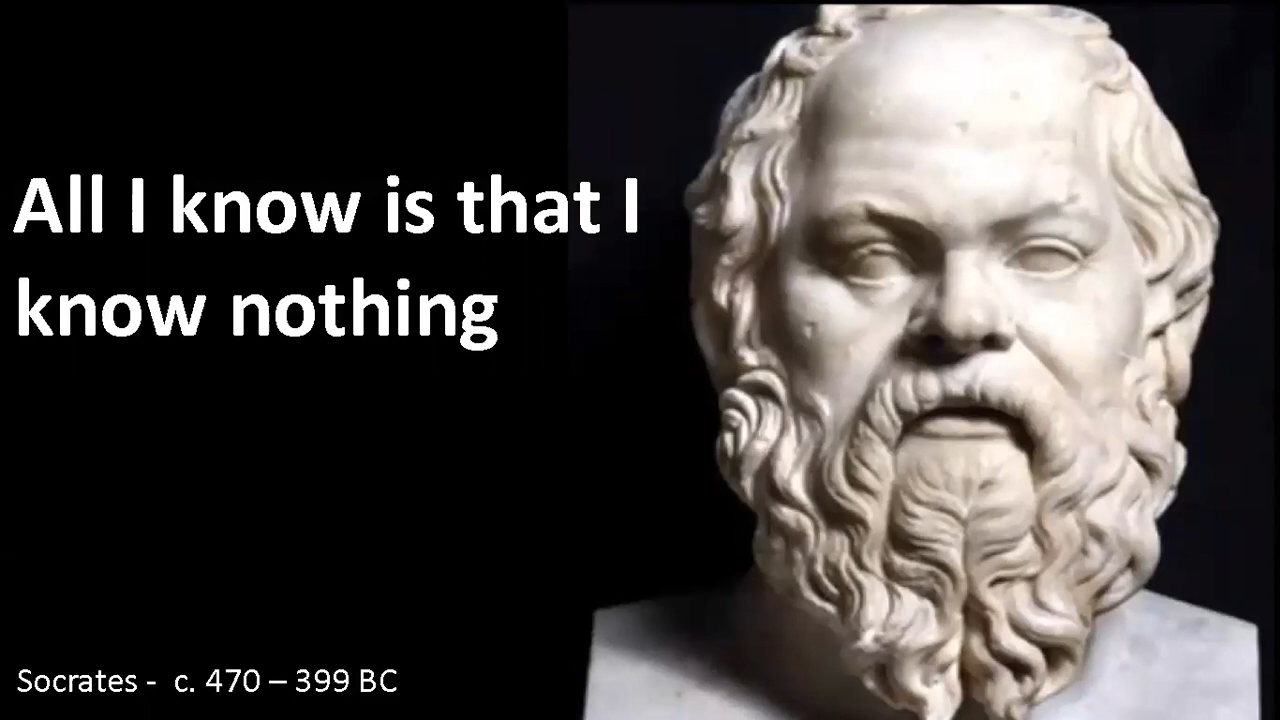 All I know is that I
know nothing
Socrates -  c. 470 – 399 BC